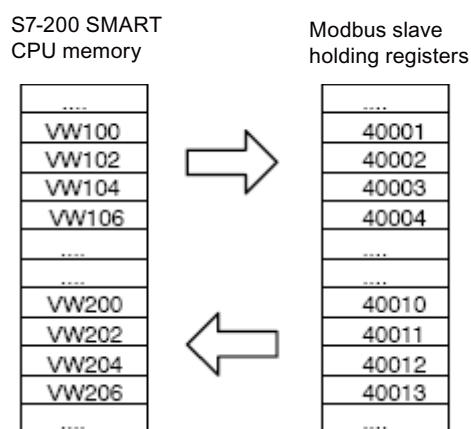 S7-200 SMART
CPU memory
Modbus slave
holding registers
....
VW100
VW102
VW104
VW106
....
....
VW200
VW202
VW204
VW206
....
....
40001
40002
40003
40004
....
....
40010
40011
40012
40013
....